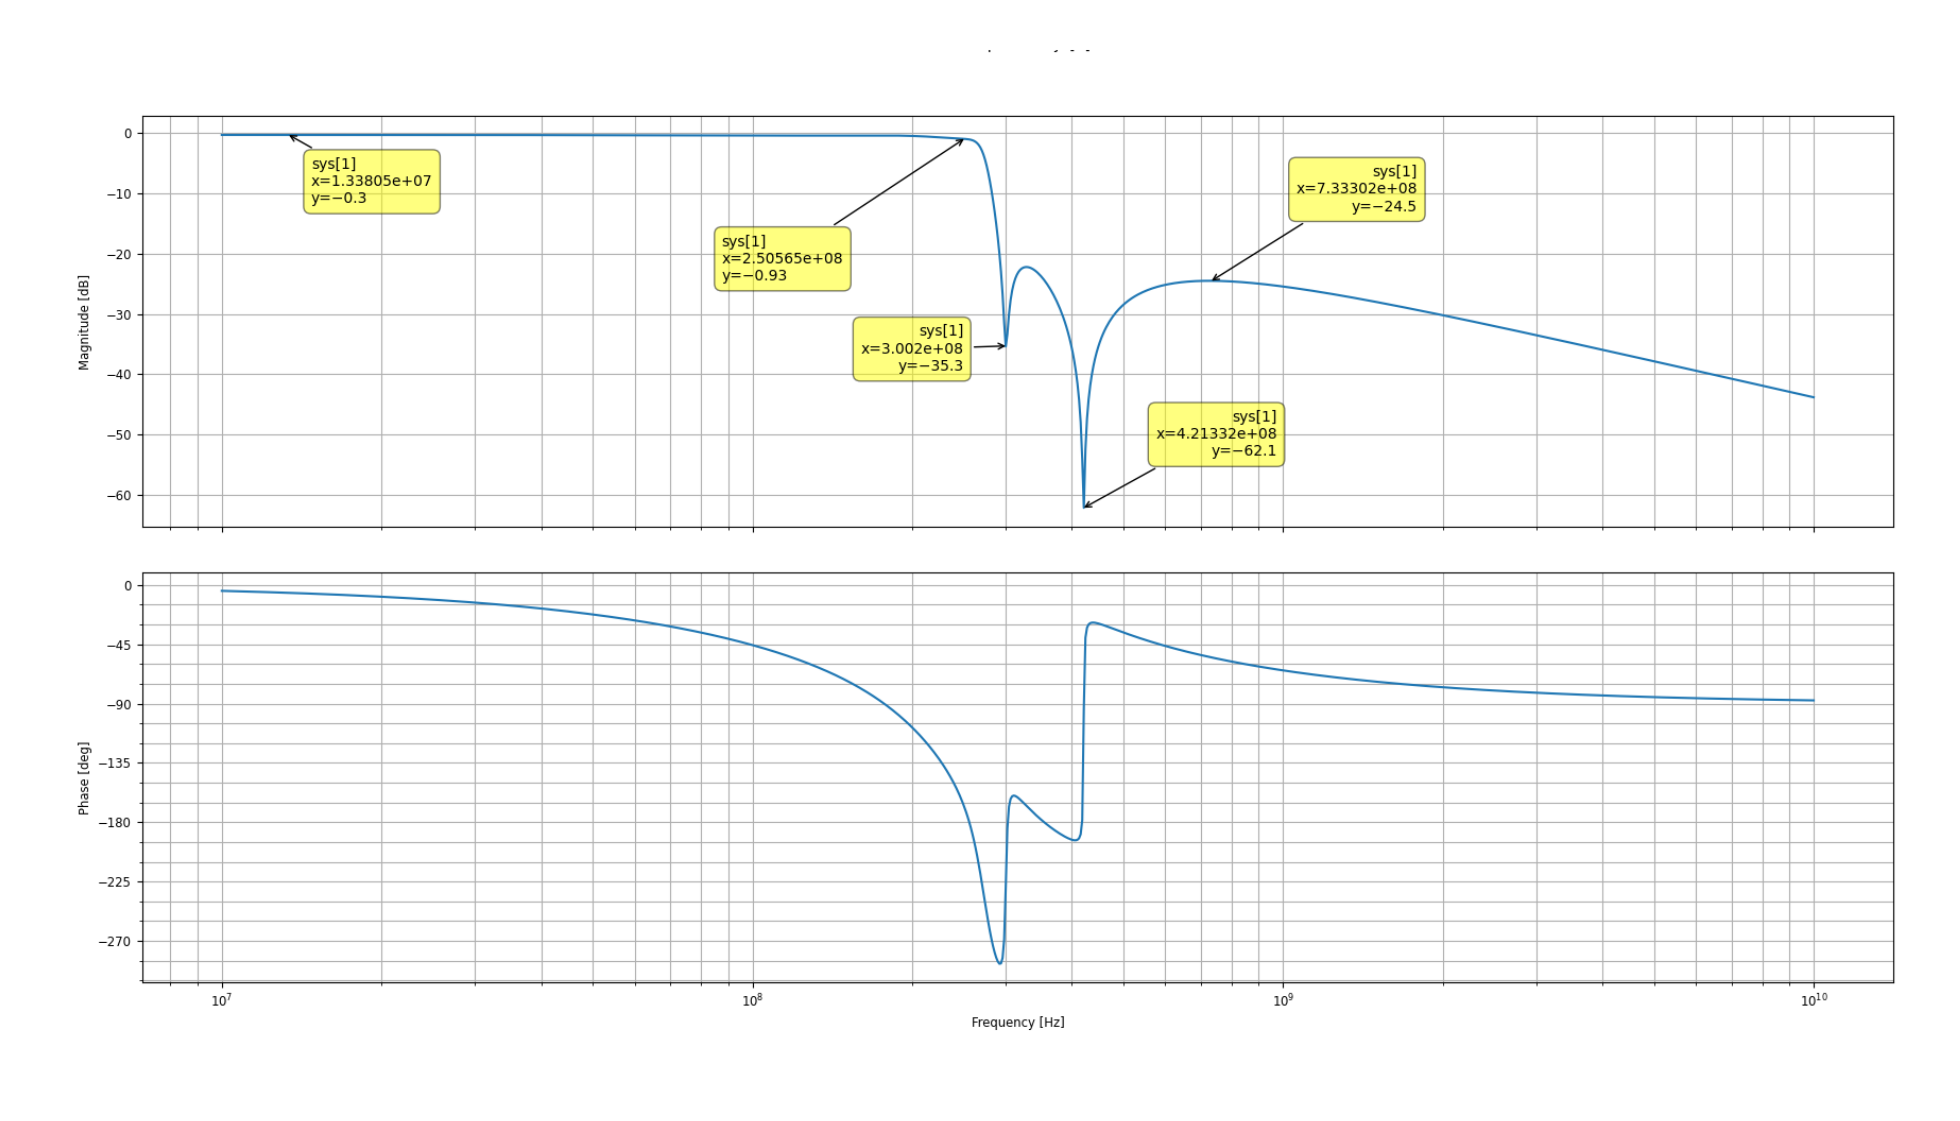 0
−10
−20
−30
−40
−50
−60
Magnitude [dB]
sys[1]
x=1.33805e+07
y=−0.3
sys[1]
x=2.50565e+08
y=−0.93
sys[1]
x=3.002e+08
y=−35.3
sys[1]
x=7.33302e+08
y=−24.5
sys[1]
x=4.21332e+08
y=−62.1
0
−45
−90
−135
−180
−225
−270
Phase [deg]
10⁷
10⁸
10⁹
10¹⁰
Frequency [Hz]